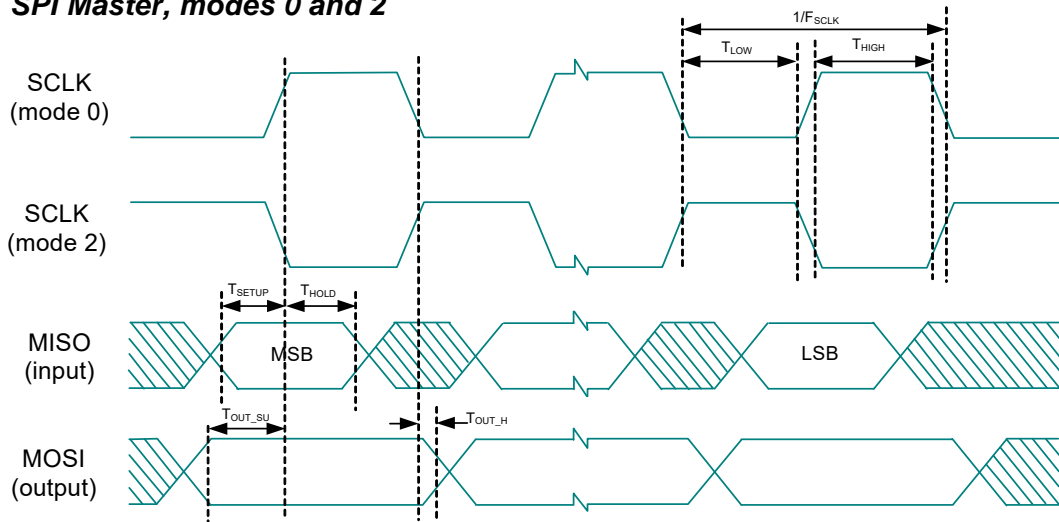 SPI Master, modes 0 and 2
1/FSCLK
TLOW
THIGH
SCLK
(mode 0)
SCLK
(mode 2)
TSETUP
THOLD
MISO
(input)
MSB
LSB
TOUT_SU
TOUT_H
MOSI
(output)